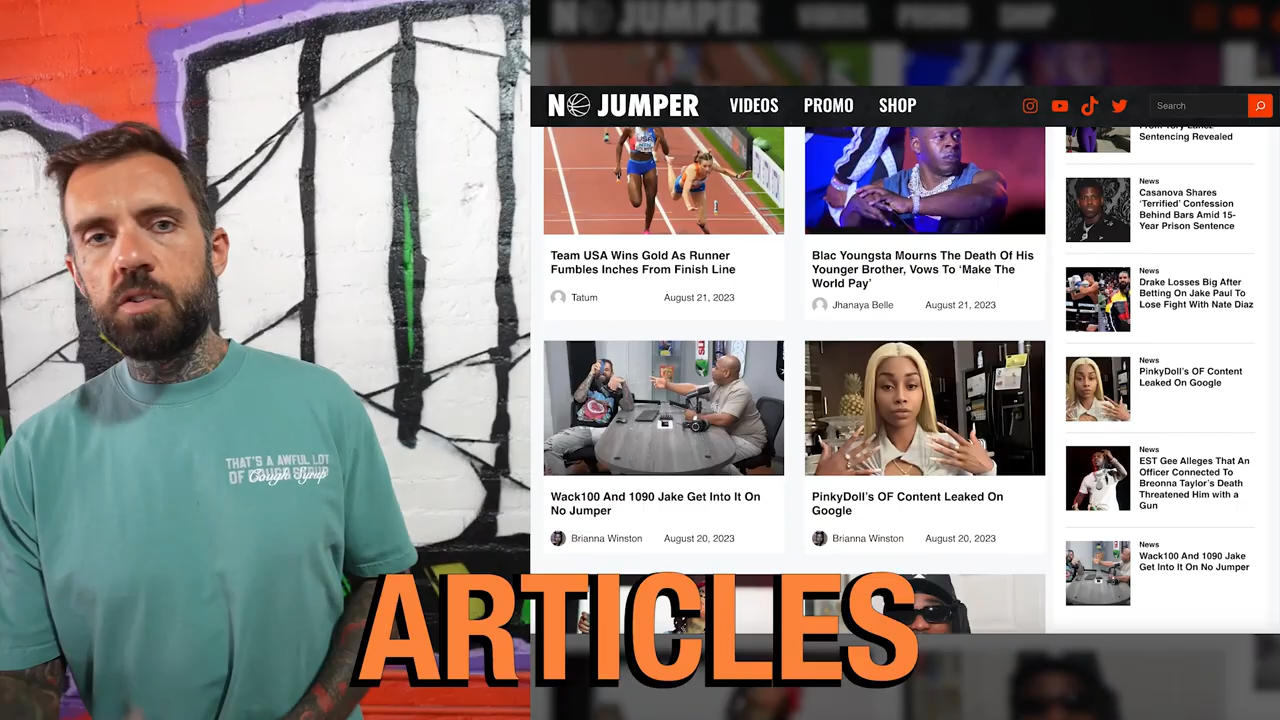 THAT'S A AWFUL LOT
OF COUGH SYRUP
Cough Syrup
NO JUMPER
VIDEOS
PROMO
SHOP
Search
Team USA Wins Gold As Runner
Fumbles Inches From Finish Line
Tatum
August 21, 2023
Blac Youngsta Mourns The Death Of His
Younger Brother, Vows To ‘Make The
World Pay’
Jhanaya Belle
August 21, 2023
Wack100 And 1090 Jake Get Into It On
No Jumper
Brianna Winston
August 20, 2023
PinkyDoll’s OF Content Leaked On
Google
Brianna Winston
August 20, 2023
From Tory Lanez
Sentencing Revealed
News
Casanova Shares
‘Terrified’ Confession
Behind Bars Amid 15-
Year Prison Sentence
News
Drake Losses Big After
Betting On Jake Paul To
Lose Fight With Nate Diaz
News
PinkyDoll’s OF Content
Leaked On Google
News
EST Gee Alleges That An
Officer Connected To
Breonna Taylor’s Death
Threatened Him with a
Gun
News
Wack100 And 1090 Jake
Get Into It On No Jumper
ARTICLES